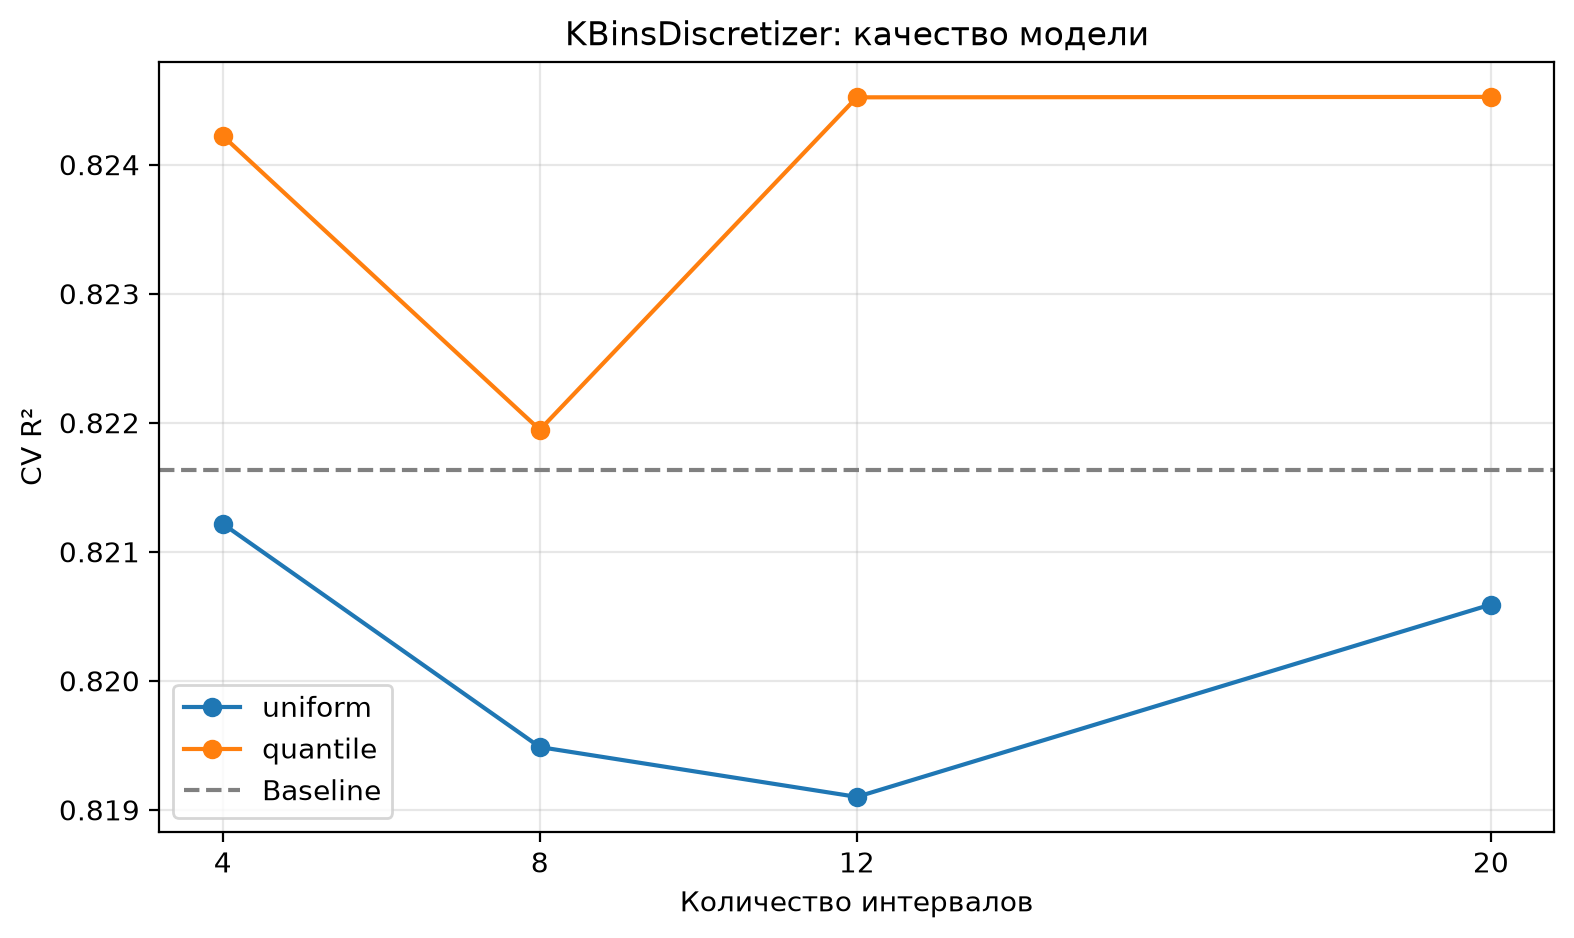 KBinsDiscretizer: качество модели
CV R²
0.824
0.823
0.822
0.821
0.820
0.819
uniform
quantile
Baseline
4 8 12 20
Количество интервалов